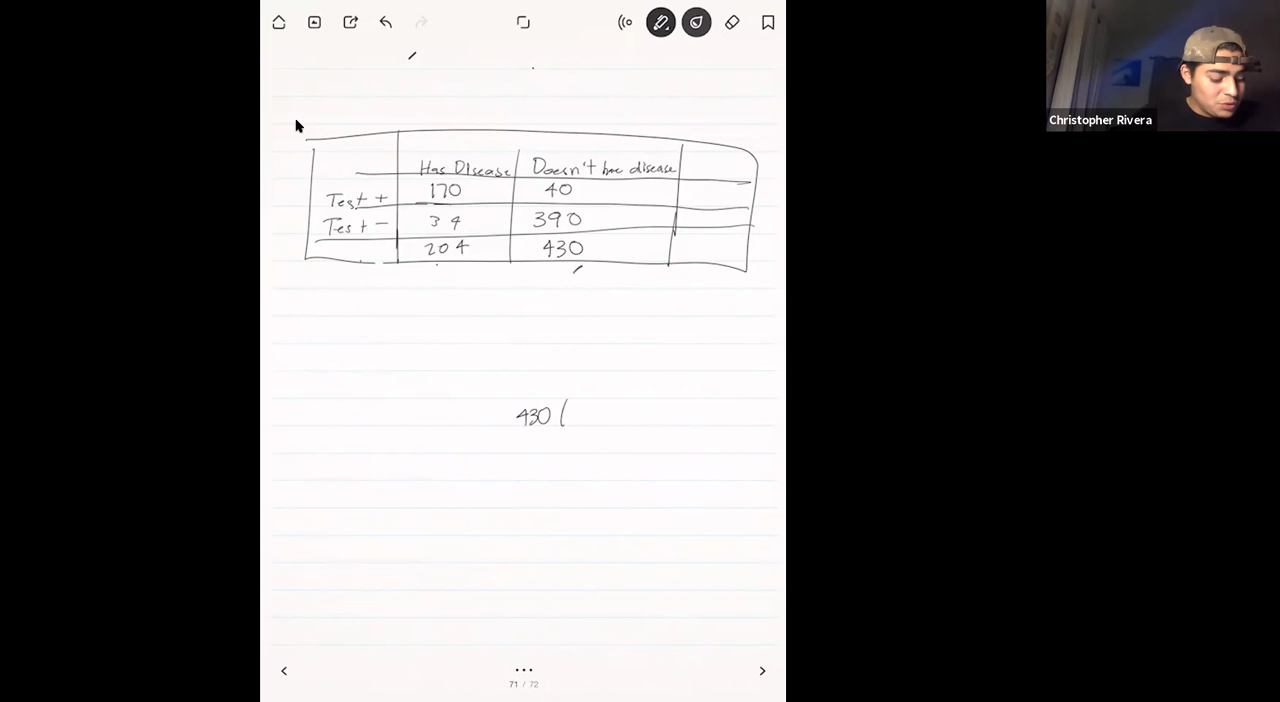 Christopher Rivera
Has Disease Doesn't have disease
Test + 170 40
Test - 34 390
204 430
430 (
71 / 72